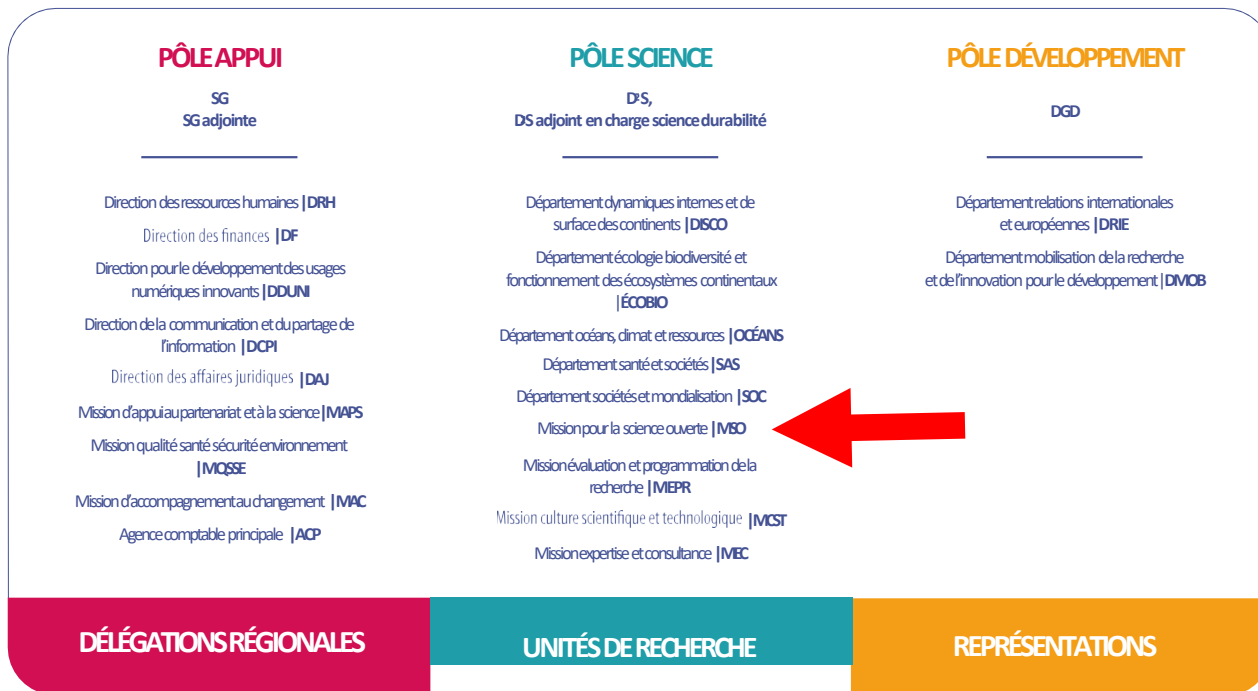 PÔLE APPUI
SG
SG adjointe
Direction des ressources humaines | DRH
Direction des finances | DF
Direction pour le développement des usages
numériques innovants | DDUNI
Direction de la communication et du partage de
l'information | DCPI
Direction des affaires juridiques | DAJ
Mission d'appui au partenariat et à la science | MAPS
Mission qualité santé sécurité environnement
| MQSSE
Mission d'accompagnement au changement | MAC
Agence comptable principale | ACP
DÉLÉGATIONS RÉGIONALES
PÔLE SCIENCE
DS,
DS adjoint en charge science durabilité
Département dynamiques internes et de
surface des continents | DISCO
Département écologie biodiversité et
fonctionnement des écosystèmes continentaux
| ÉCOBIO
Département océans, climat et ressources | OCÉANS
Département santé et sociétés | SAS
Département sociétés et mondialisation | SOC
Mission pour la science ouverte | MSO
Mission évaluation et programmation de la
recherche | MEPR
Mission culture scientifique et technologique | MCST
Mission expertise et consultance | MEC
UNITÉS DE RECHERCHE
PÔLE DÉVELOPPEMENT
DGD
Département relations internationales
et européennes | DRIE
Département mobilisation de la recherche
et de l'innovation pour le développement | DMOB
REPRÉSENTATIONS